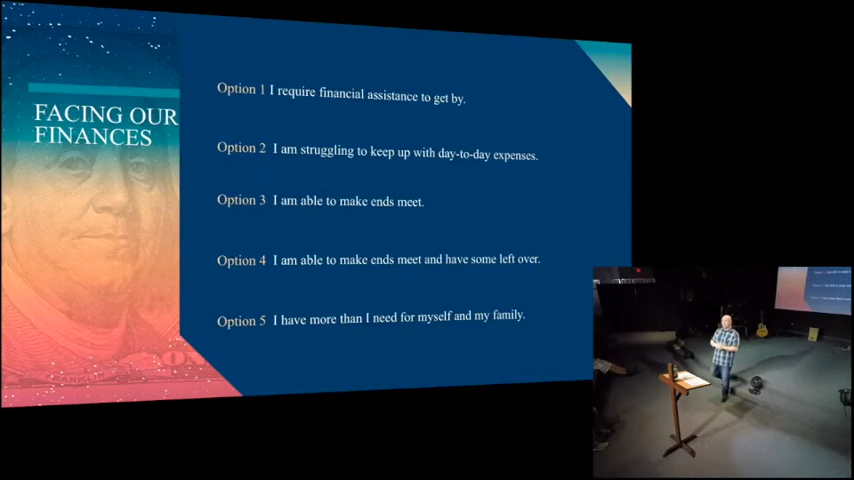 FACING OUR
FINANCES
Option 1 I require financial assistance to get by.
Option 2 I am struggling to keep up with day-to-day expenses.
Option 3 I am able to make ends meet.
Option 4 I am able to make ends meet and have some left over.
Option 5 I have more than I need for myself and my family.
FRANKLIN